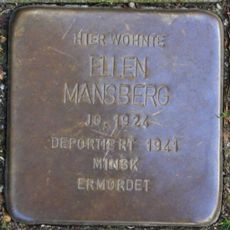 HIER WOHNTE
ELLEN
MANSBERG
JG. 1924
DEPORTIERT 1941
MINSK
ERMORDET